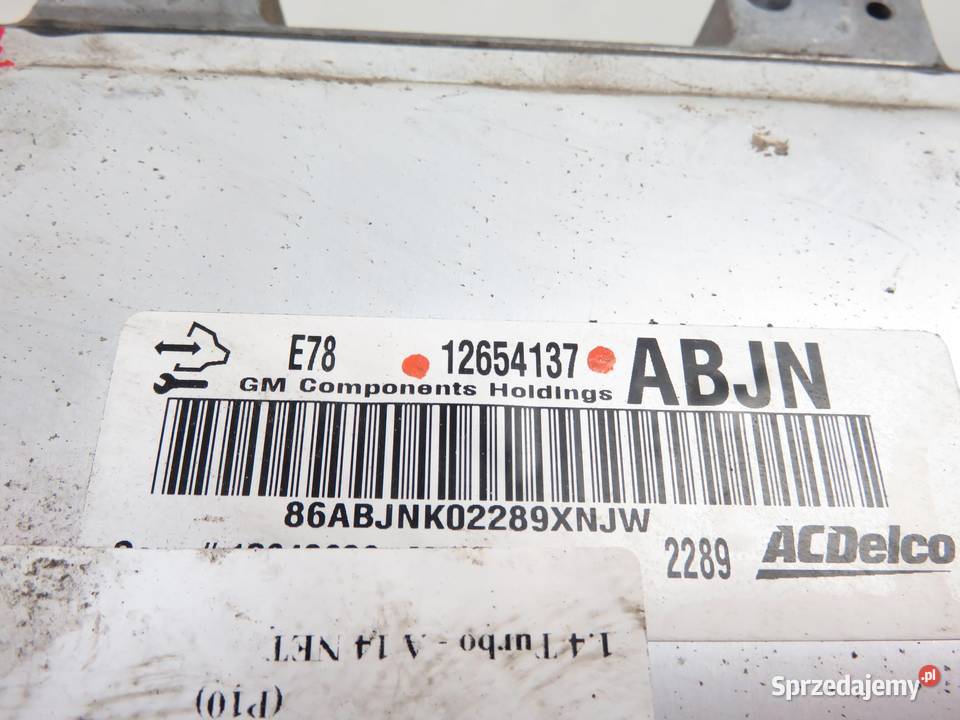 E78 12654137 ABJN
GM Components Holdings
86ABJNK02289XNJW
2289 ACDelco
1.4 Turbo - A 14 NET
(P10)
Sprzedajemy.pl